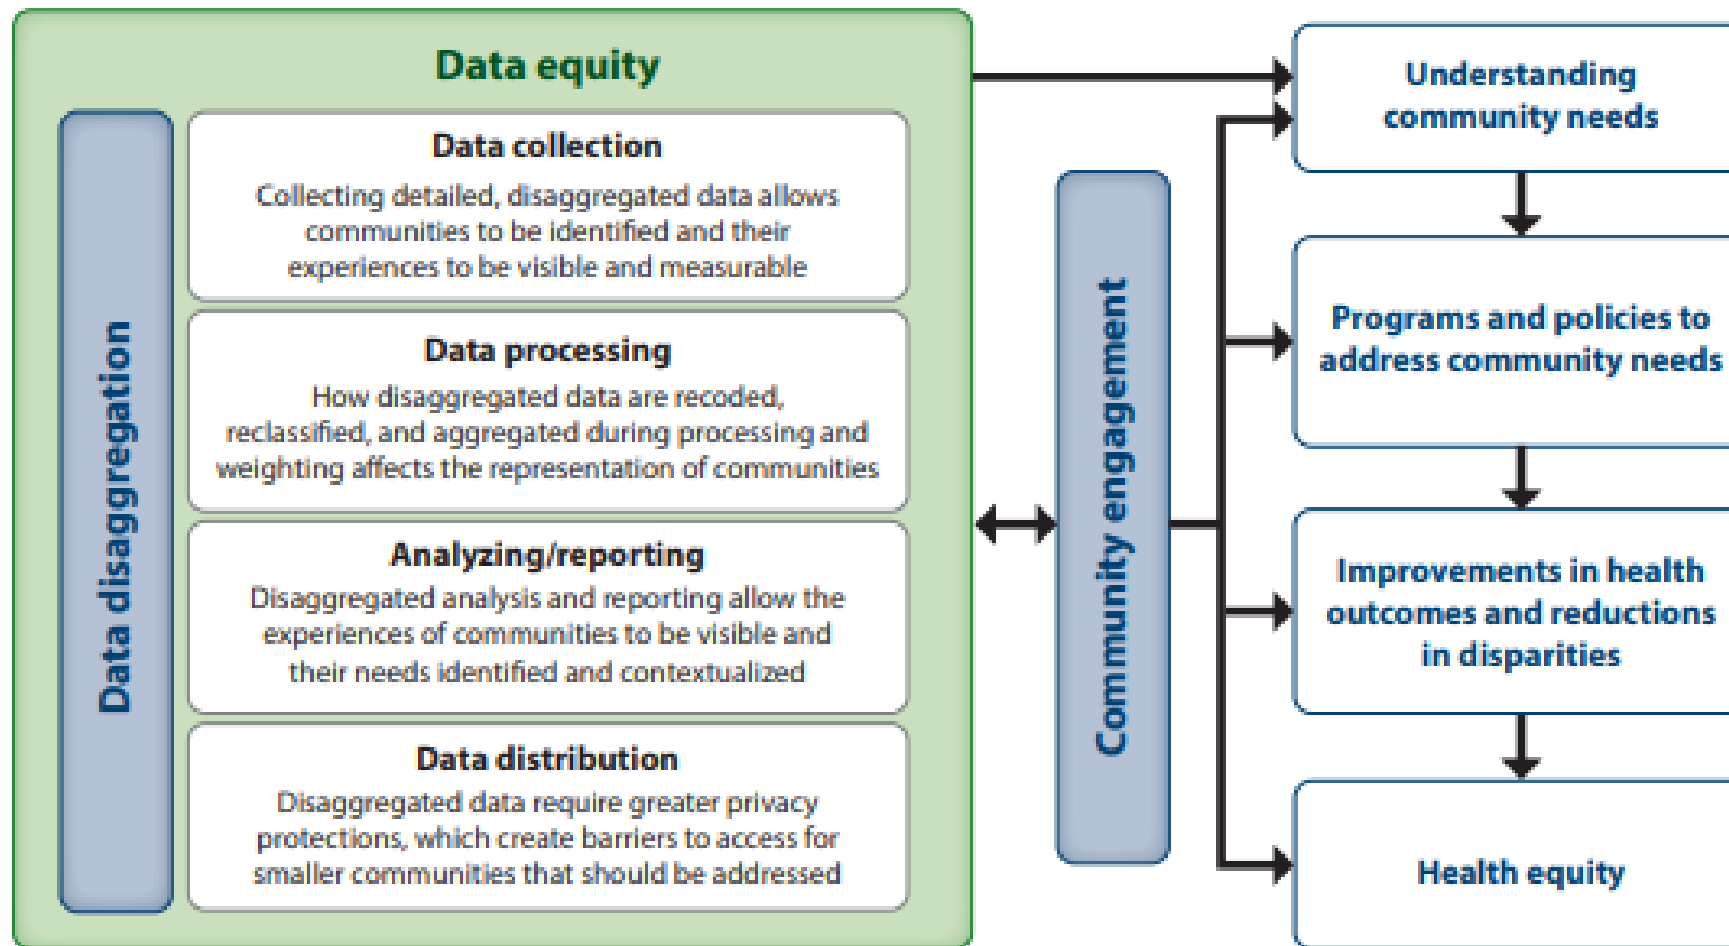 Data equity
Data disaggregation
Data collection
Collecting detailed, disaggregated data allows
communities to be identified and their
experiences to be visible and measurable
Data processing
How disaggregated data are recoded,
reclassified, and aggregated during processing and
weighting affects the representation of communities
Analyzing/reporting
Disaggregated analysis and reporting allow the
experiences of communities to be visible and
their needs identified and contextualized
Data distribution
Disaggregated data require greater privacy
protections, which create barriers to access for
smaller communities that should be addressed
Community engagement
Understanding
community needs
Programs and policies to
address community needs
Improvements in health
outcomes and reductions
in disparities
Health equity